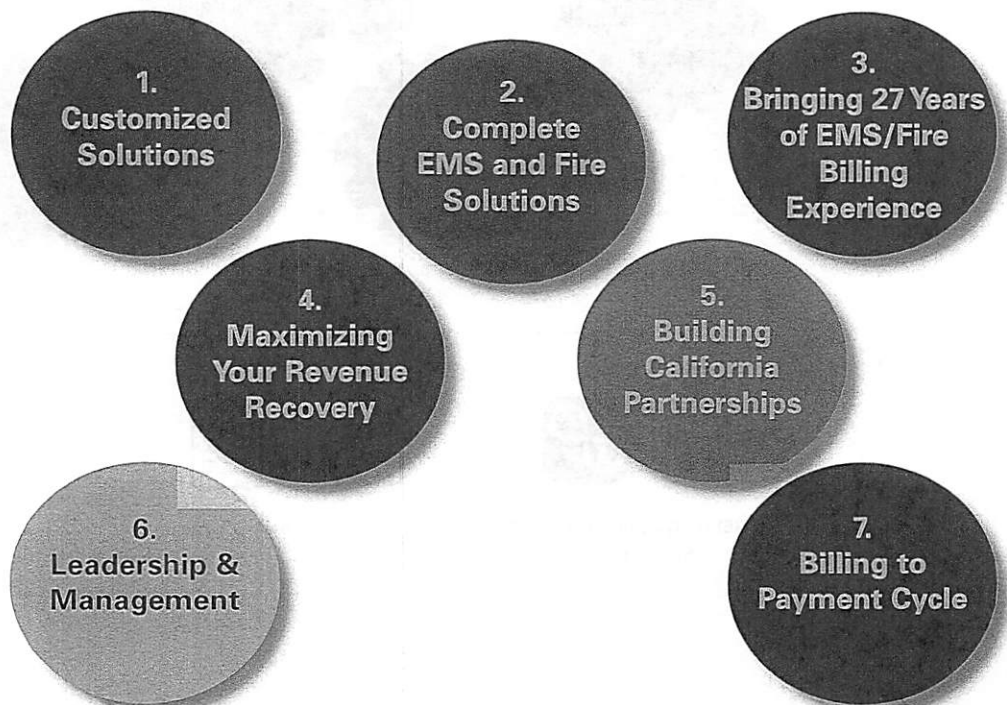 1.
Customized
Solutions
2.
Complete
EMS and Fire
Solutions
3.
Bringing 27 Years
of EMS/Fire
Billing
Experience
4.
Maximizing
Your Revenue
Recovery
5.
Building
California
Partnerships
6.
Leadership &
Management
7.
Billing to
Payment Cycle